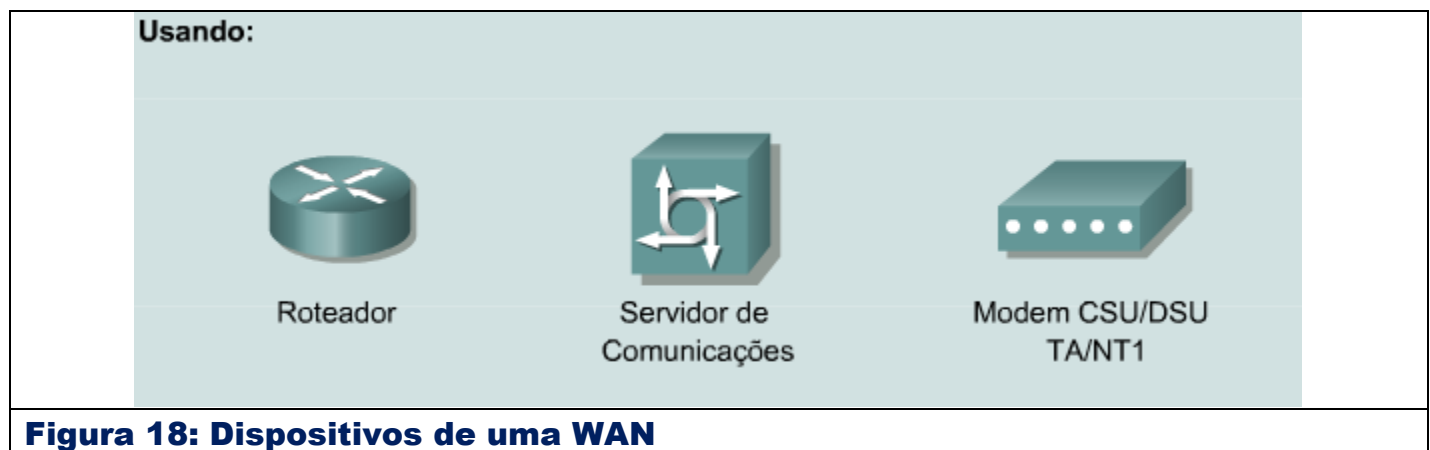 Usando:
Roteador
Servidor de
Comunicações
Modem CSU/DSU
TA/NT1
Figura 18: Dispositivos de uma WAN